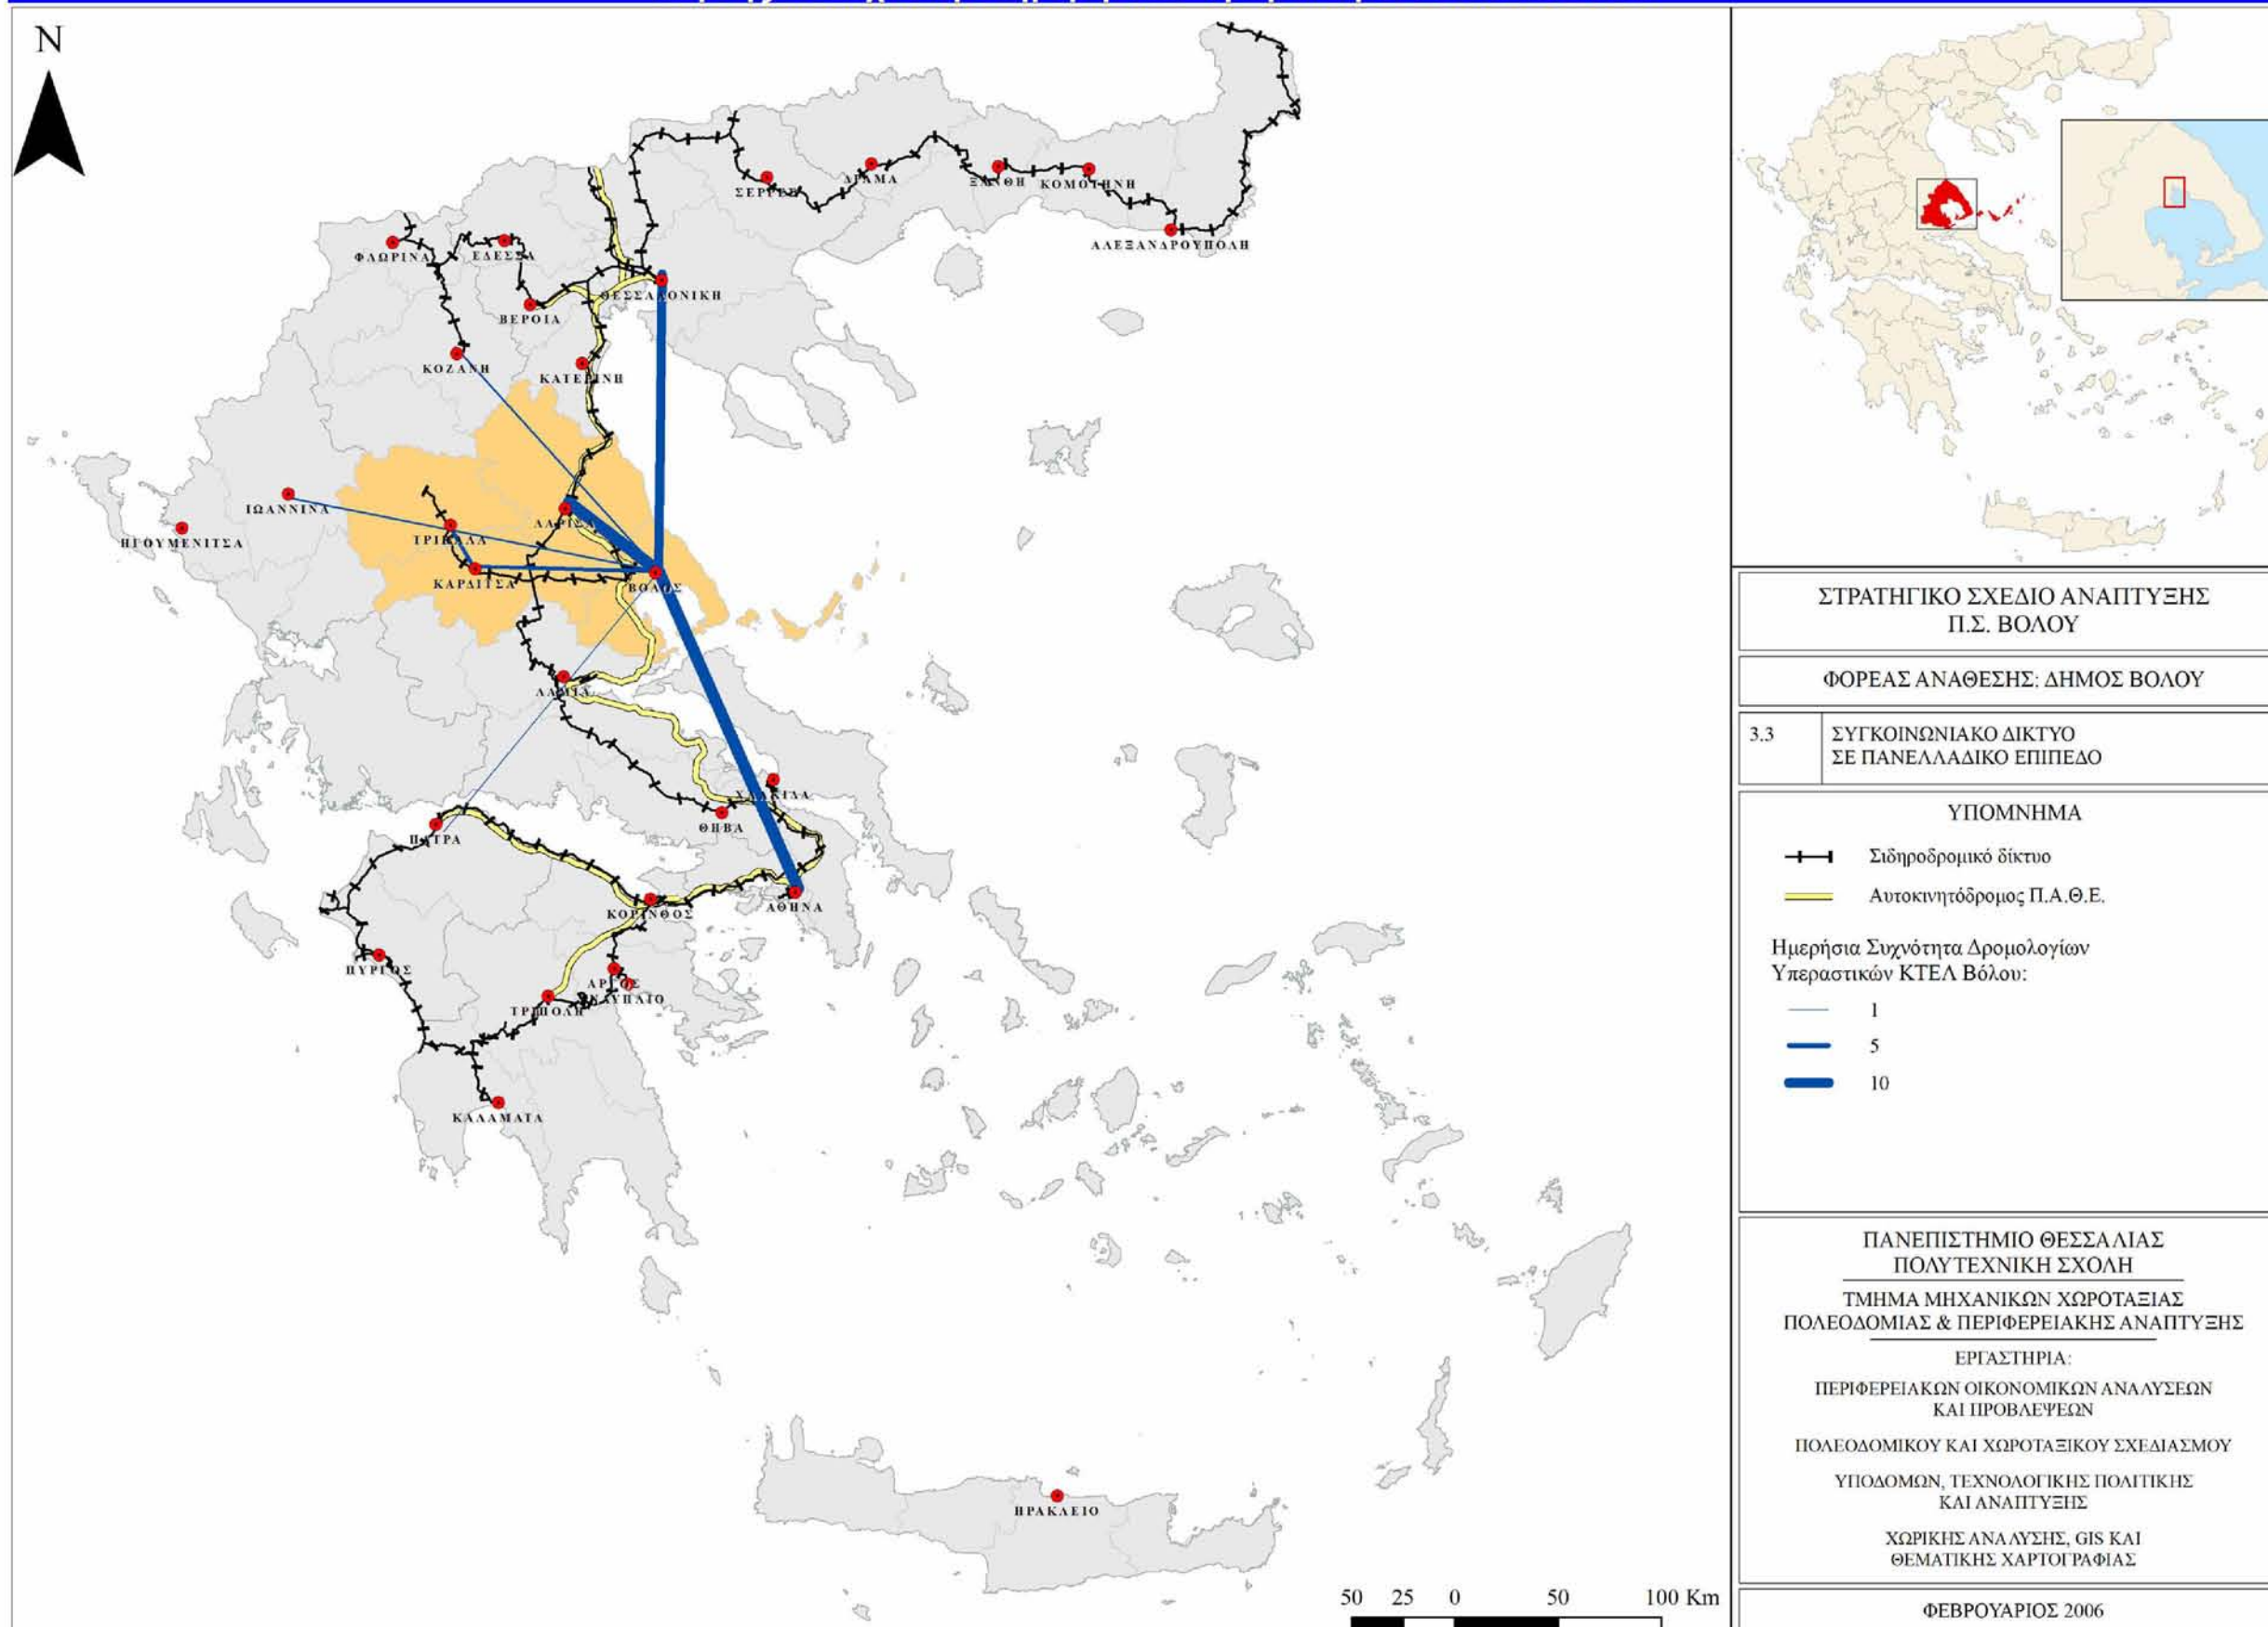 N
ΣΕΡΡΕΣ
ΔΡΑΜΑ
ΞΑΝΘΗ
ΚΟΜΟΤΗΝΗ
ΑΛΕΞΑΝΔΡΟΥΠΟΛΗ
ΦΛΩΡΙΝΑ
ΕΔΕΣΣΑ
ΘΕΣΣΑΛΟΝΙΚΗ
ΒΕΡΟΙΑ
ΚΟΖΑΝΗ
ΚΑΤΕΡΙΝΗ
ΙΩΑΝΝΙΝΑ
ΛΑΡΙΣΑ
ΗΓΟΥΜΕΝΙΤΣΑ
ΤΡΙΚΑΛΑ
ΚΑΡΔΙΤΣΑ
ΒΟΛΟΣ
ΛΑΜΙΑ
ΧΑΛΚΙΔΑ
ΘΗΒΑ
ΠΑΤΡΑ
ΚΟΡΙΝΘΟΣ
ΑΘΗΝΑ
ΠΥΡΓΟΣ
ΑΡΓΟΣ
ΝΑΥΠΛΙΟ
ΤΡΙΠΟΛΗ
ΚΑΛΑΜΑΤΑ
ΗΡΑΚΛΕΙΟ
50 25 0 50 100 Km
ΣΤΡΑΤΗΓΙΚΟ ΣΧΕΔΙΟ ΑΝΑΠΤΥΞΗΣ
Π.Σ. ΒΟΛΟΥ
ΦΟΡΕΑΣ ΑΝΑΘΕΣΗΣ: ΔΗΜΟΣ ΒΟΛΟΥ
3.3 ΣΥΓΚΟΙΝΩΝΙΑΚΟ ΔΙΚΤΥΟ
ΣΕ ΠΑΝΕΛΛΑΔΙΚΟ ΕΠΙΠΕΔΟ
ΥΠΟΜΝΗΜΑ
Σιδηροδρομικό δίκτυο
Αυτοκινητόδρομος Π.Α.Θ.Ε.
Ημερήσια Συχνότητα Δρομολογίων
Υπεραστικών ΚΤΕΛ Βόλου:
1
5
10
ΠΑΝΕΠΙΣΤΗΜΙΟ ΘΕΣΣΑΛΙΑΣ
ΠΟΛΥΤΕΧΝΙΚΗ ΣΧΟΛΗ
ΤΜΗΜΑ ΜΗΧΑΝΙΚΩΝ ΧΩΡΟΤΑΞΙΑΣ
ΠΟΛΕΟΔΟΜΙΑΣ & ΠΕΡΙΦΕΡΕΙΑΚΗΣ ΑΝΑΠΤΥΞΗΣ
ΕΡΓΑΣΤΗΡΙΑ:
ΠΕΡΙΦΕΡΕΙΑΚΩΝ ΟΙΚΟΝΟΜΙΚΩΝ ΑΝΑΛΥΣΕΩΝ
ΚΑΙ ΠΡΟΒΛΕΨΕΩΝ
ΠΟΛΕΟΔΟΜΙΚΟΥ ΚΑΙ ΧΩΡΟΤΑΞΙΚΟΥ ΣΧΕΔΙΑΣΜΟΥ
ΥΠΟΔΟΜΩΝ, ΤΕΧΝΟΛΟΓΙΚΗΣ ΠΟΛΙΤΙΚΗΣ
ΚΑΙ ΑΝΑΠΤΥΞΗΣ
ΧΩΡΙΚΗΣ ΑΝΑΛΥΣΗΣ, GIS ΚΑΙ
ΘΕΜΑΤΙΚΗΣ ΧΑΡΤΟΓΡΑΦΙΑΣ
ΦΕΒΡΟΥΑΡΙΟΣ 2006